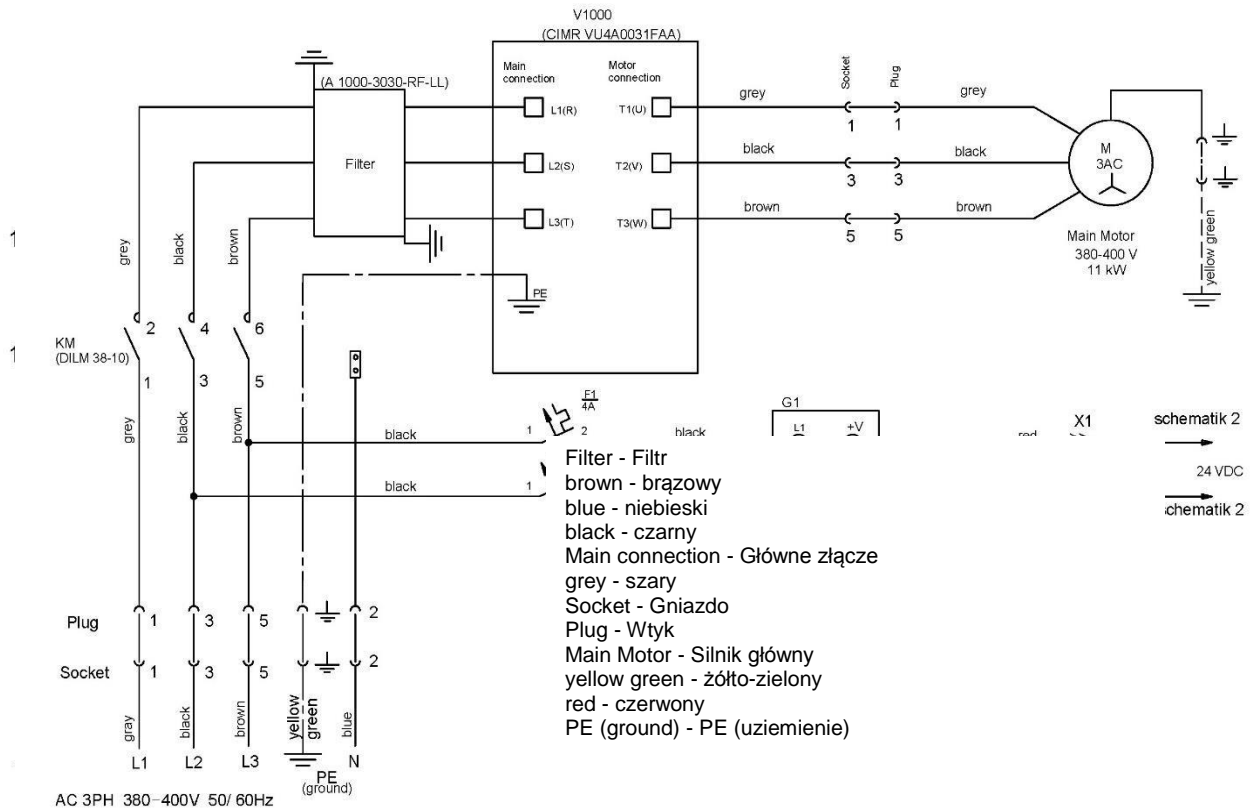 V1000
(CIMR VU4A0031FAA)
(A 1000-3030-RF-LL)
Main connection
Motor connection
Socket
Plug
grey
grey
L1(R)
T1(U)
1
1
Filter
black
black
L2(S)
T2(V)
3
3
M
3AC
brown
brown
L3(T)
T3(W)
5
5
Main Motor
380-400 V
11 kW
yellow green
1
grey
black
brown
PE
KM
(DILM 38-10)
2
4
6
1
1
3
5
grey
black
brown
F1
4A
black
1
2
black
G1
L1
+V
red
X1
schematik 2
black
1
24 VDC
chematik 2
Filter - Filtr
brown - brązowy
blue - niebieski
black - czarny
Main connection - Główne złącze
grey - szary
Socket - Gniazdo
Plug - Wtyk
Main Motor - Silnik główny
yellow green - żółto-zielony
red - czerwony
PE (ground) - PE (uziemienie)
Plug
1
3
5
2
Socket
1
3
5
2
gray
black
brown
yellow
green
blue
L1
L2
L3
N
PE
(ground)
AC 3PH 380-400V 50/ 60Hz